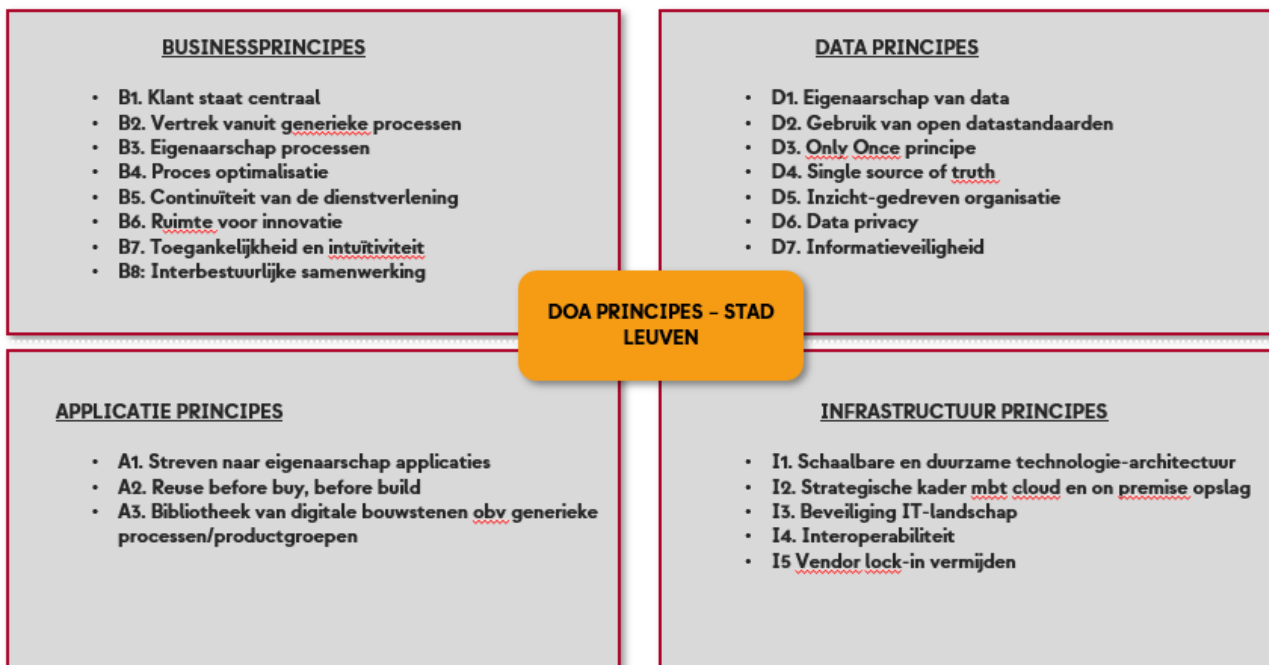 BUSINESSPRINCIPES
• B1. Klant staat centraal
• B2. Vertrek vanuit generieke processen
• B3. Eigenaarschap processen
• B4. Proces optimalisatie
• B5. Continuïteit van de dienstverlening
• B6. Ruimte voor innovatie
• B7. Toegankelijkheid en intuïtiviteit
• B8: Interbestuurlijke samenwerking
DATA PRINCIPES
• D1. Eigenaarschap van data
• D2. Gebruik van open datastandaarden
• D3. Only Once principe
• D4. Single source of truth
• D5. Inzicht-gedreven organisatie
• D6. Data privacy
• D7. Informatieveiligheid
DOA PRINCIPES – STAD
LEUVEN
APPLICATIE PRINCIPES
• A1. Streven naar eigenaarschap applicaties
• A2. Reuse before buy, before build
• A3. Bibliotheek van digitale bouwstenen obv generieke
processen/productgroepen
INFRASTRUCTUUR PRINCIPES
• I1. Schaalbare en duurzame technologie-architectuur
• I2. Strategische kader mbt cloud en on premise opslag
• I3. Beveiliging IT-landschap
• I4. Interoperabiliteit
• I5 Vendor lock-in vermijden